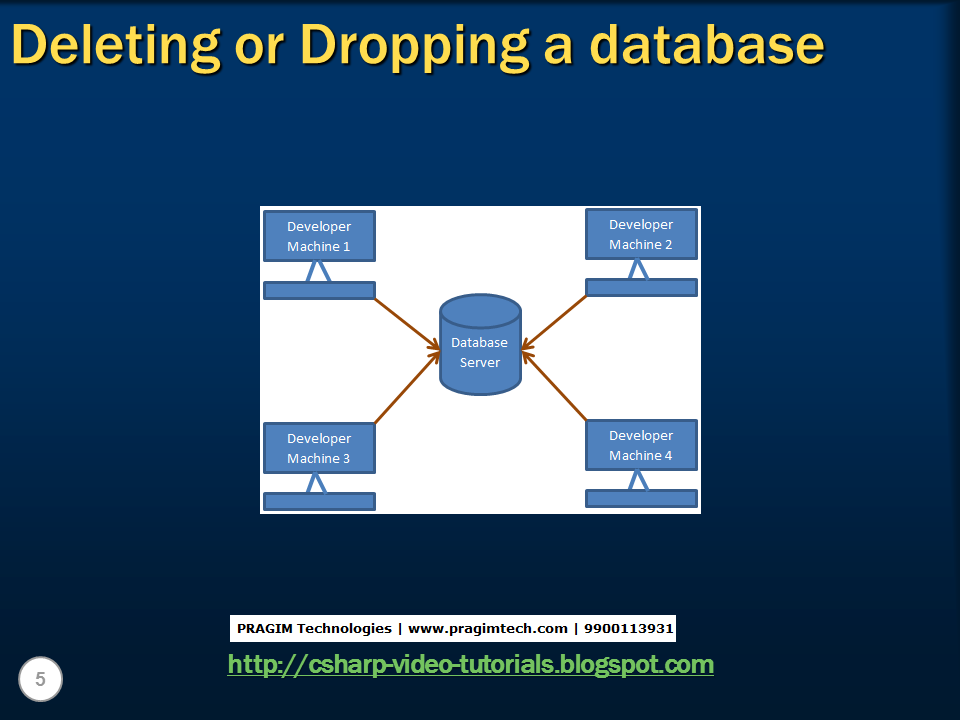 Deleting or Dropping a database
Developer
Machine 1
Developer
Machine 2
Database
Server
Developer
Machine 3
Developer
Machine 4
PRAGIM Technologies | www.pragimtech.com | 9900113931
http://csharp-video-tutorials.blogspot.com
5